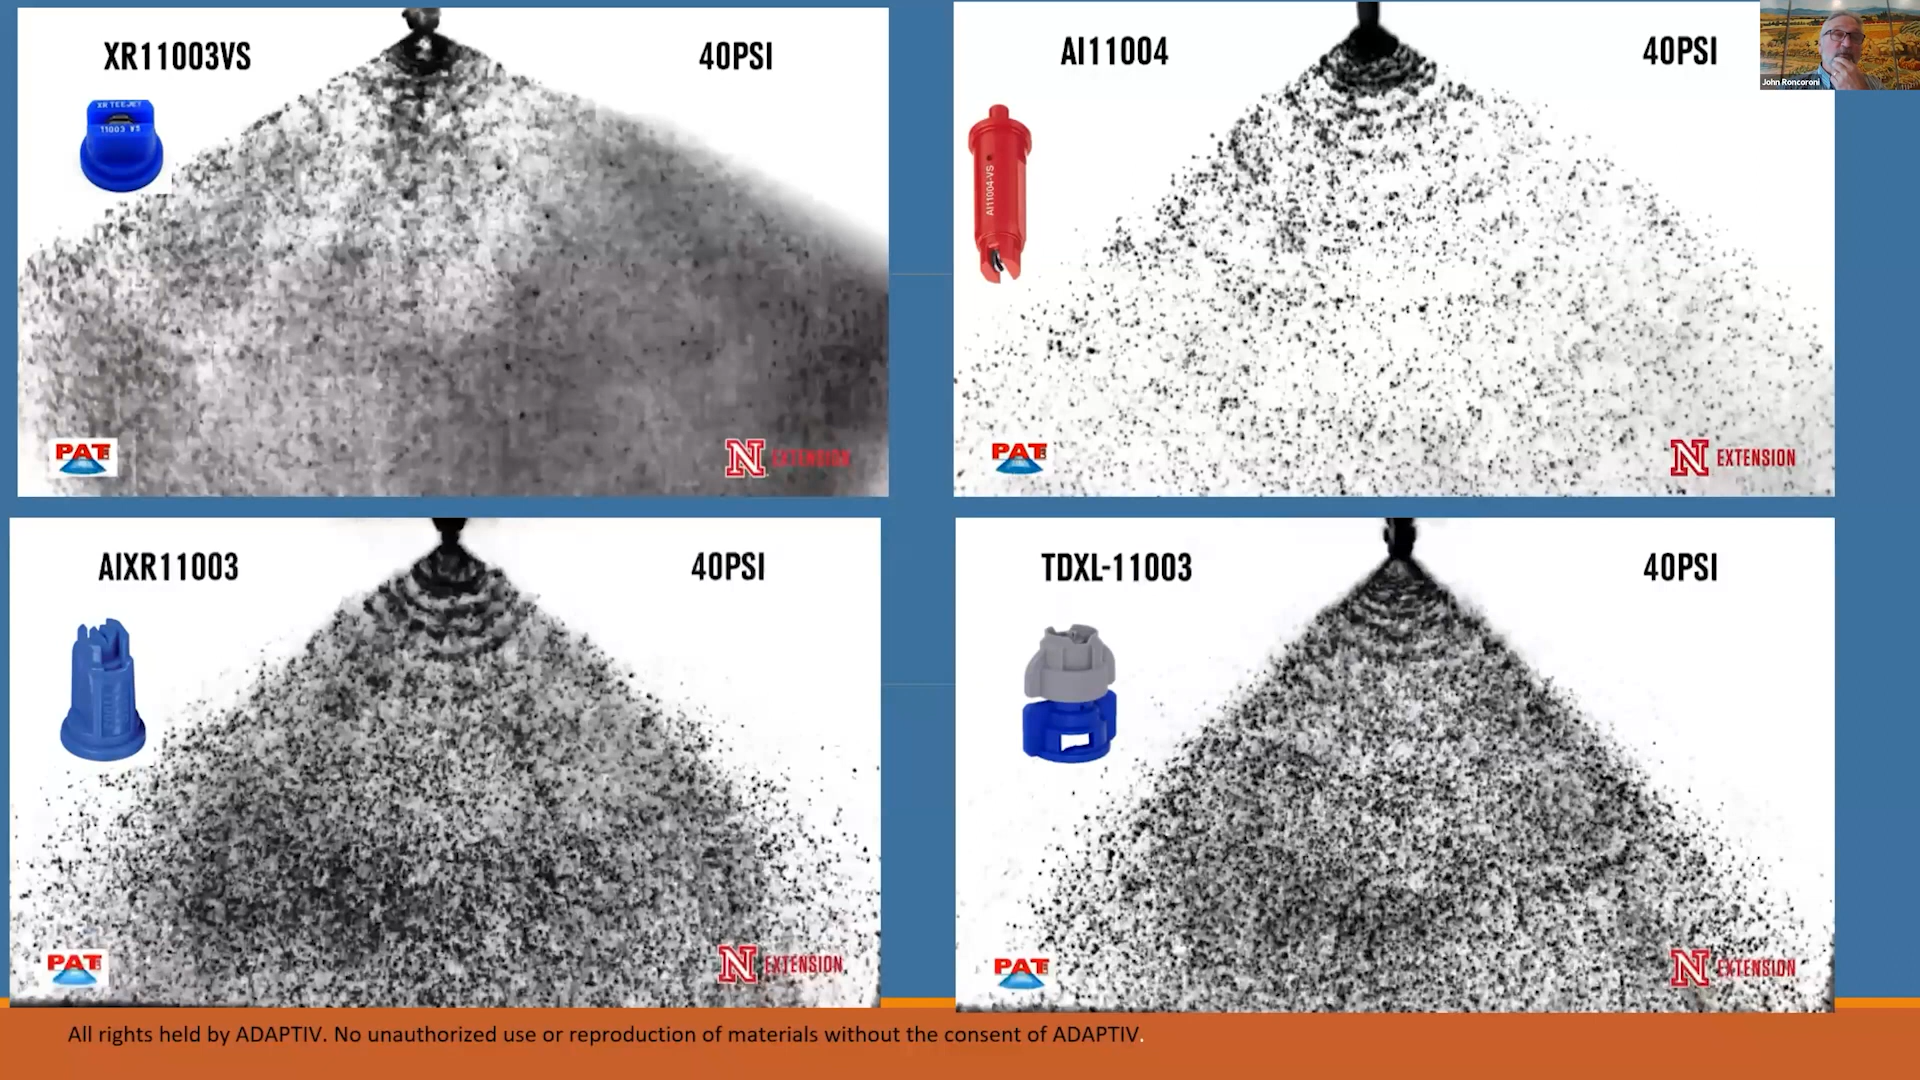 XR11003VS
40PSI
XR TEEJET
11003 VS
PAT
N EXTENSION
AI11004
40PSI
AI11004-VS
PAT
N EXTENSION
John Roncoroni
AIXR11003
40PSI
PAT
N EXTENSION
TDXL-11003
40PSI
PAT
N EXTENSION
All rights held by ADAPTIV. No unauthorized use or reproduction of materials without the consent of ADAPTIV.